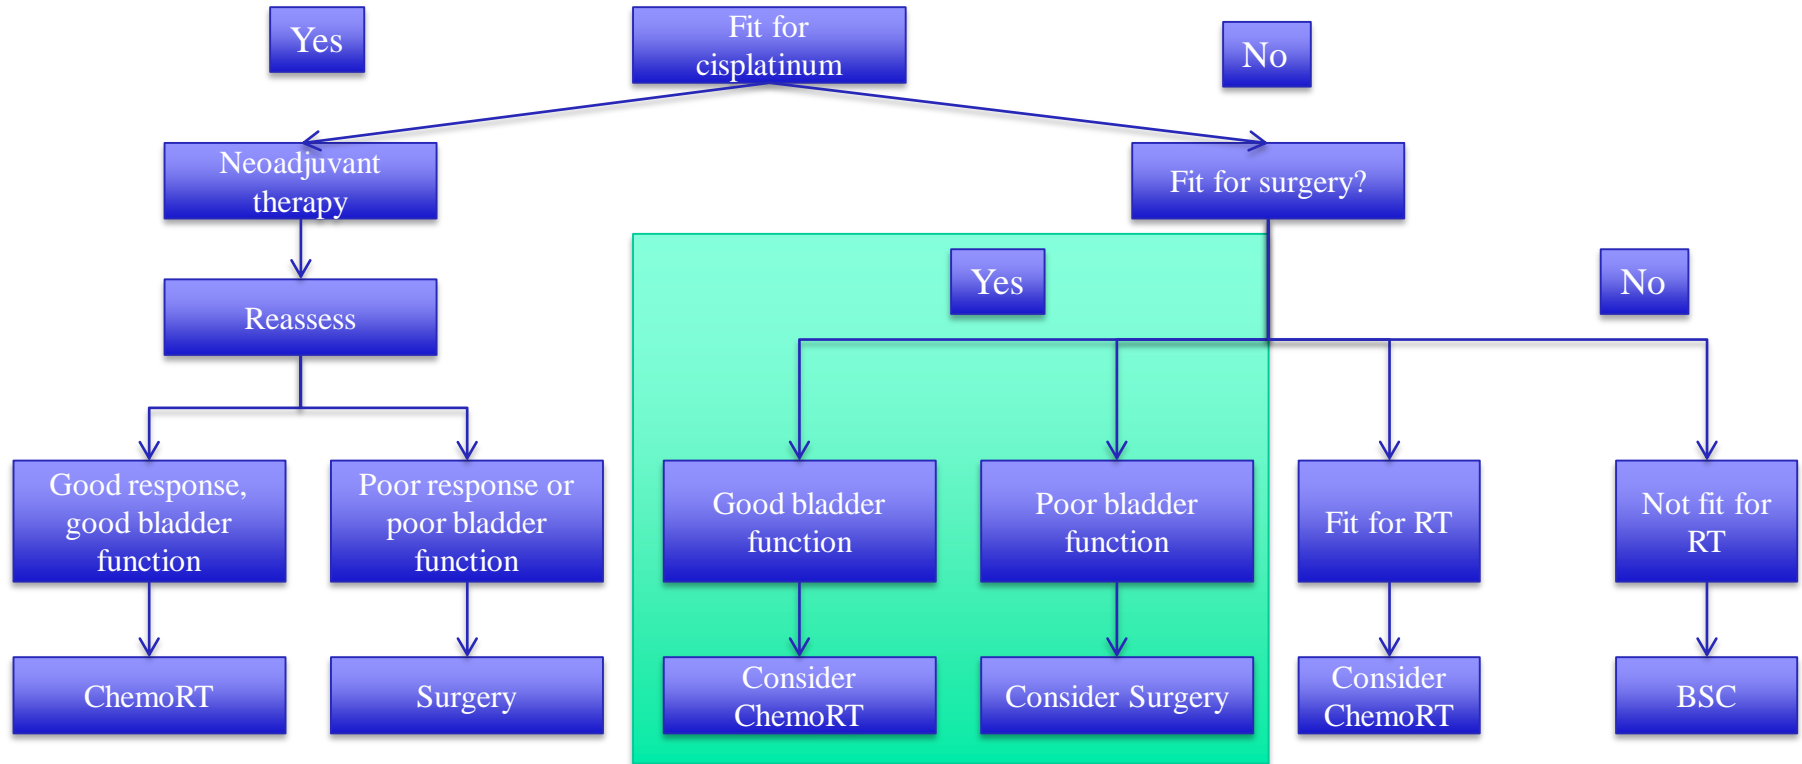 Yes
Fit for
cisplatinum
No
Neoadjuvant
therapy
Fit for surgery?
Yes
No
Reassess
Good response,
good bladder
function
Poor response or
poor bladder
function
Good bladder
function
Poor bladder
function
Fit for RT
Not fit for
RT
ChemoRT
Surgery
Consider
ChemoRT
Consider Surgery
Consider
ChemoRT
BSC